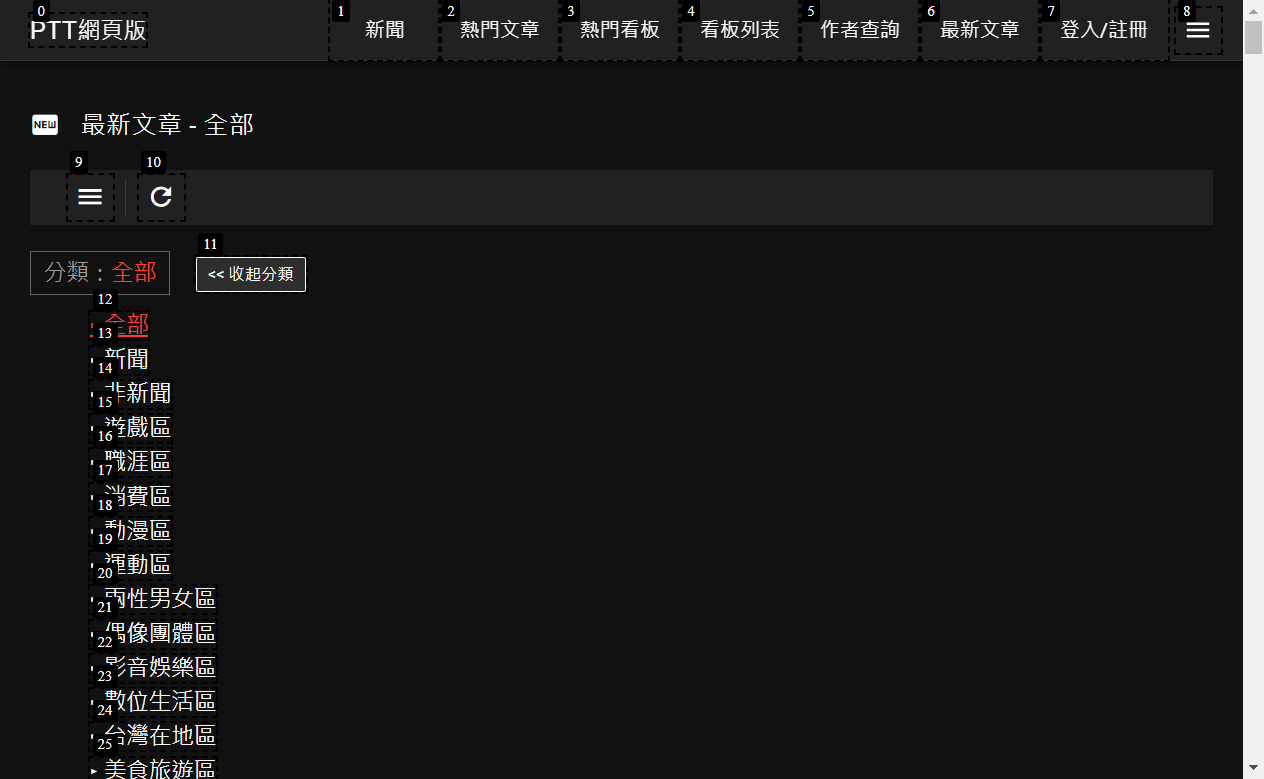 PTT網頁版
0
1
新聞
2
熱門文章
3
熱門看板
4
看板列表
5
作者查詢
6
最新文章
7
登入/註冊
8
NEW 最新文章 - 全部
9
10
11
分類：全部
<< 收起分類
12
全部
13
新聞
14
非新聞
15
遊戲區
16
職涯區
17
消費區
18
動漫區
19
運動區
20
兩性男女區
21
偶像團體區
22
影音娛樂區
23
數位生活區
24
台灣在地區
25
美食旅遊區